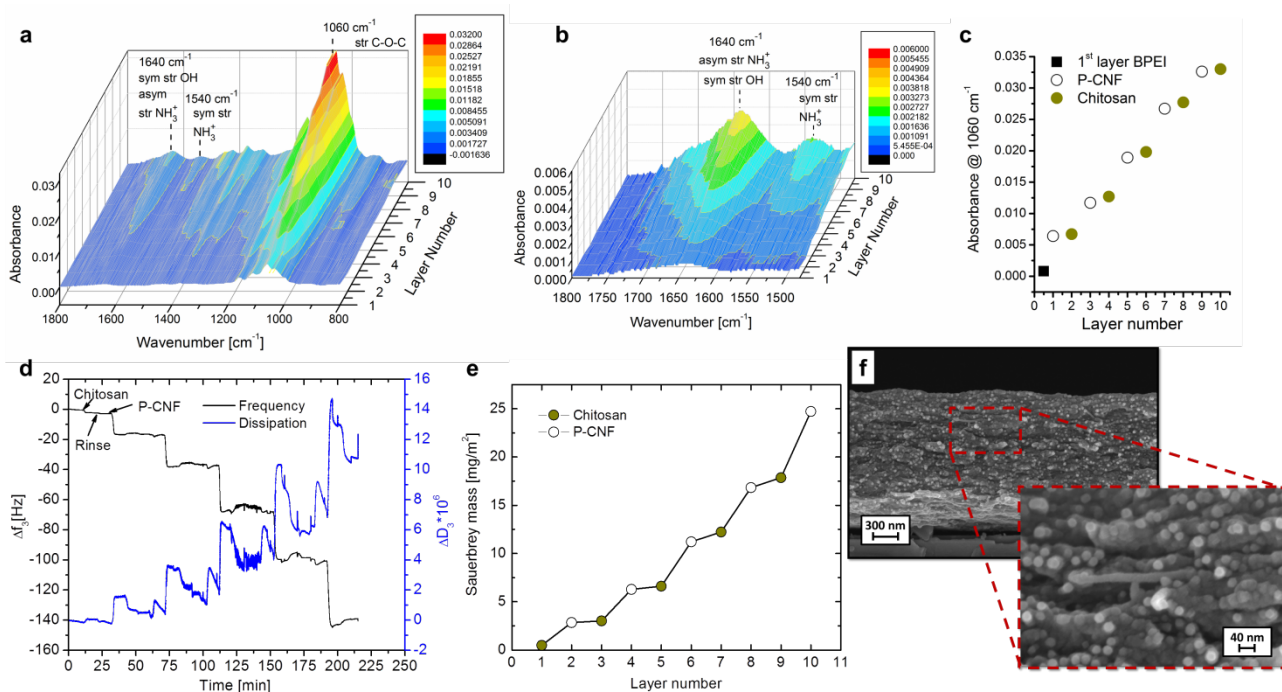 a
1060 cm⁻¹
str C-O-C
1640 cm⁻¹
sym str OH
asym
str NH₃⁺
1540 cm⁻¹
sym str
NH₃⁺
0.03200
0.02864
0.02527
0.02191
0.01855
0.01518
0.01182
0.008455
0.005091
0.003409
0.001727
-0.001636
0.03
0.02
0.01
0.00
Absorbance
1800
1600
1400
1200
1000
800
Wavenumber [cm⁻¹]
10
9
8
7
6
5
4
3
2
1
Layer Number
b
1640 cm⁻¹
asym str NH₃⁺
sym str OH
1540 cm⁻¹
sym str
NH₃⁺
0.006000
0.005455
0.004909
0.004364
0.003818
0.003273
0.002727
0.002182
0.001636
0.001091
5.455E-04
0.000
0.006
0.005
0.004
0.003
0.002
0.001
0.000
Absorbance
1800
1750
1700
1650
1600
1550
1500
Wavenumber [cm⁻¹]
10
9
8
7
6
5
4
3
2
1
Layer Number
c
1ˢᵗ layer BPEI
P-CNF
Chitosan
0.035
0.030
0.025
0.020
0.015
0.010
0.005
0.000
Absorbance @ 1060 cm⁻¹
0 1 2 3 4 5 6 7 8 9 10
Layer number
d
Chitosan
P-CNF
Rinse
Frequency
Dissipation
20
0
-20
-40
-60
-80
-100
-120
-140
-160
Δf₃[Hz]
16
14
12
10
8
6
4
2
0
-2
ΔD₃*10⁶
0 25 50 75 100 125 150 175 200 225 250
Time [min]
e
Chitosan
P-CNF
25
20
15
10
5
0
Sauerbrey mass [mg/m²]
0 1 2 3 4 5 6 7 8 9 10 11
Layer number
f
300 nm
40 nm